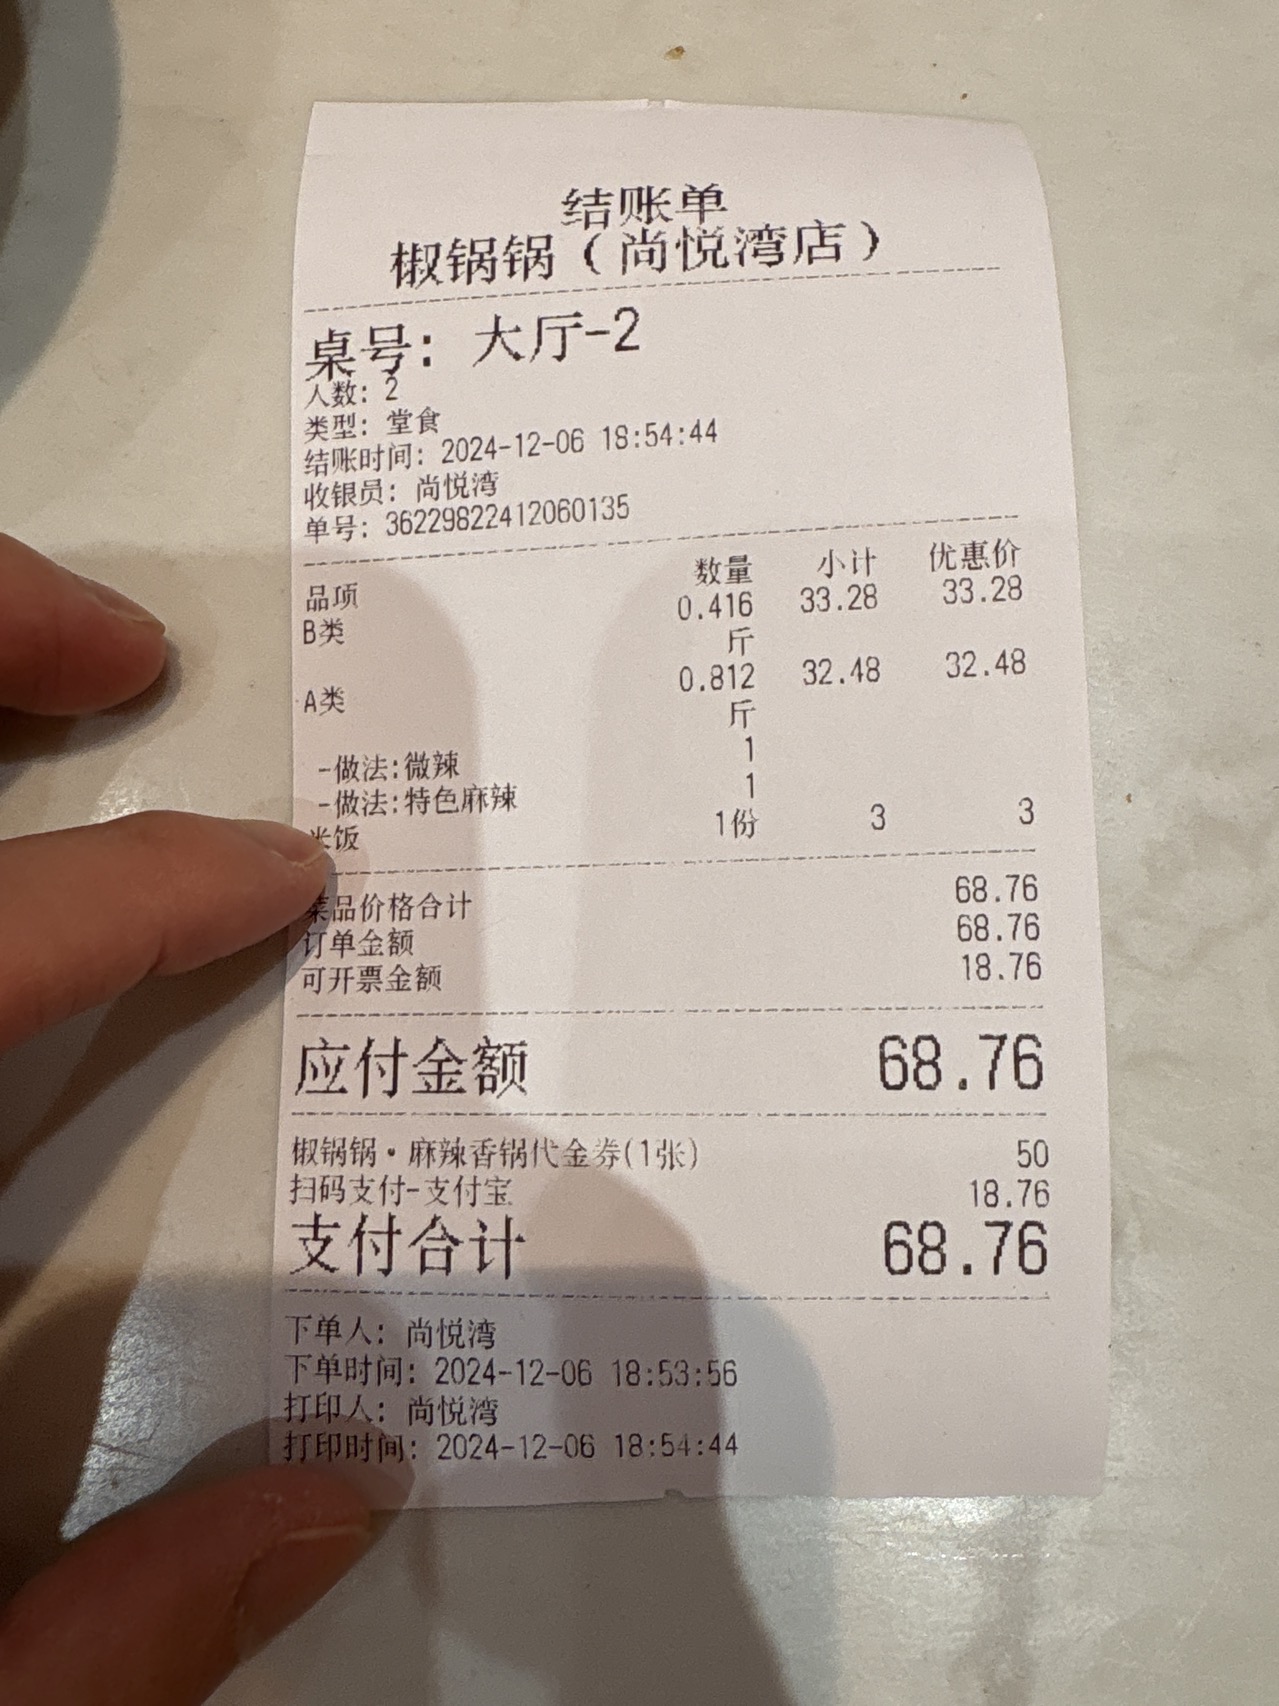 结账单
椒锅锅（尚悦湾店）
桌号: 大厅-2
人数: 2
类型: 堂食
结账时间: 2024-12-06 18:54:44
收银员: 尚悦湾
单号: 36229822412060135
品项 数量 小计 优惠价
B类 0.416斤 33.28 33.28
A类 0.812斤 32.48 32.48
-做法:微辣 1
-做法:特色麻辣 1
米饭 1份 3 3
菜品价格合计 68.76
订单金额 68.76
可开票金额 18.76
应付金额 68.76
椒锅锅·麻辣香锅代金券(1张) 50
扫码支付-支付宝 18.76
支付合计 68.76
下单人: 尚悦湾
下单时间: 2024-12-06 18:53:56
打印人: 尚悦湾
打印时间: 2024-12-06 18:54:44